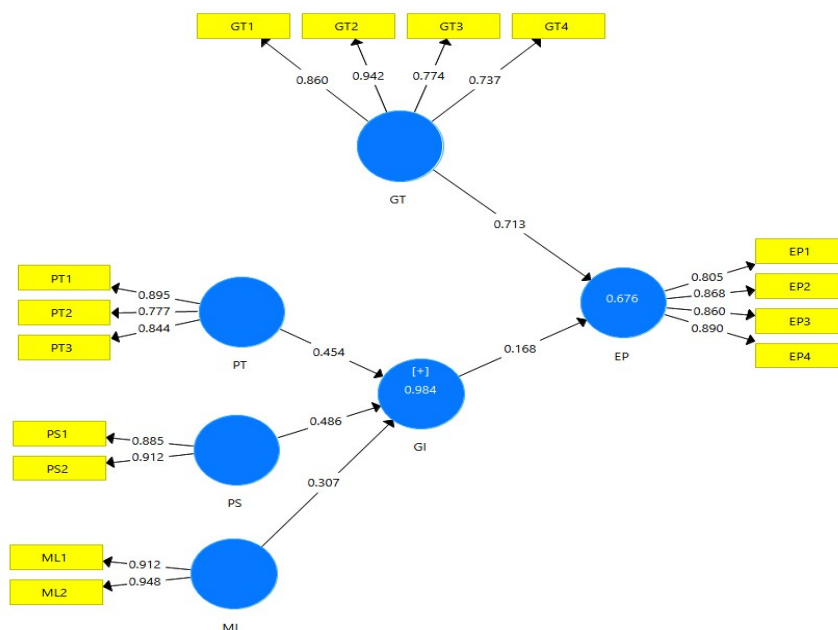 GT1 GT2 GT3 GT4
0.860 0.942 0.774 0.737
GT
0.713
PT1
PT2
PT3
0.895
0.777
0.844
PT
0.454
EP1
EP2
EP3
EP4
0.805
0.868
0.860
0.890
0.676
EP
0.168
[+]
0.984
GI
PS1
PS2
0.885
0.912
PS
0.486
0.307
ML1
ML2
0.912
0.948
ML